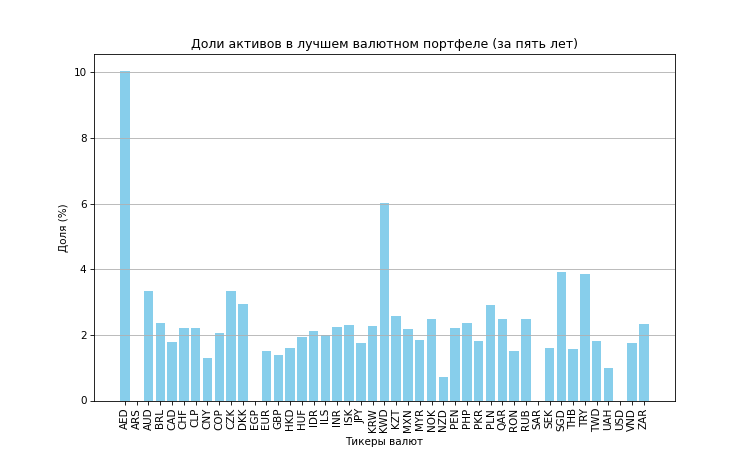 Доли активов в лучшем валютном портфеле (за пять лет)
10
8
6
4
2
0
Доля (%)
AED ARS AUD BRL CAD CHF CLP CNY COP CZK DKK EGP EUR GBP HKD HUF IDR ILS INR ISK JPY KRW KWD KZT MXN MYR NOK NZD PEN PHP PKR PLN QAR RON RUB SAR SEK SGD THB TRY TWD UAH USD VND ZAR
Тикеры валют